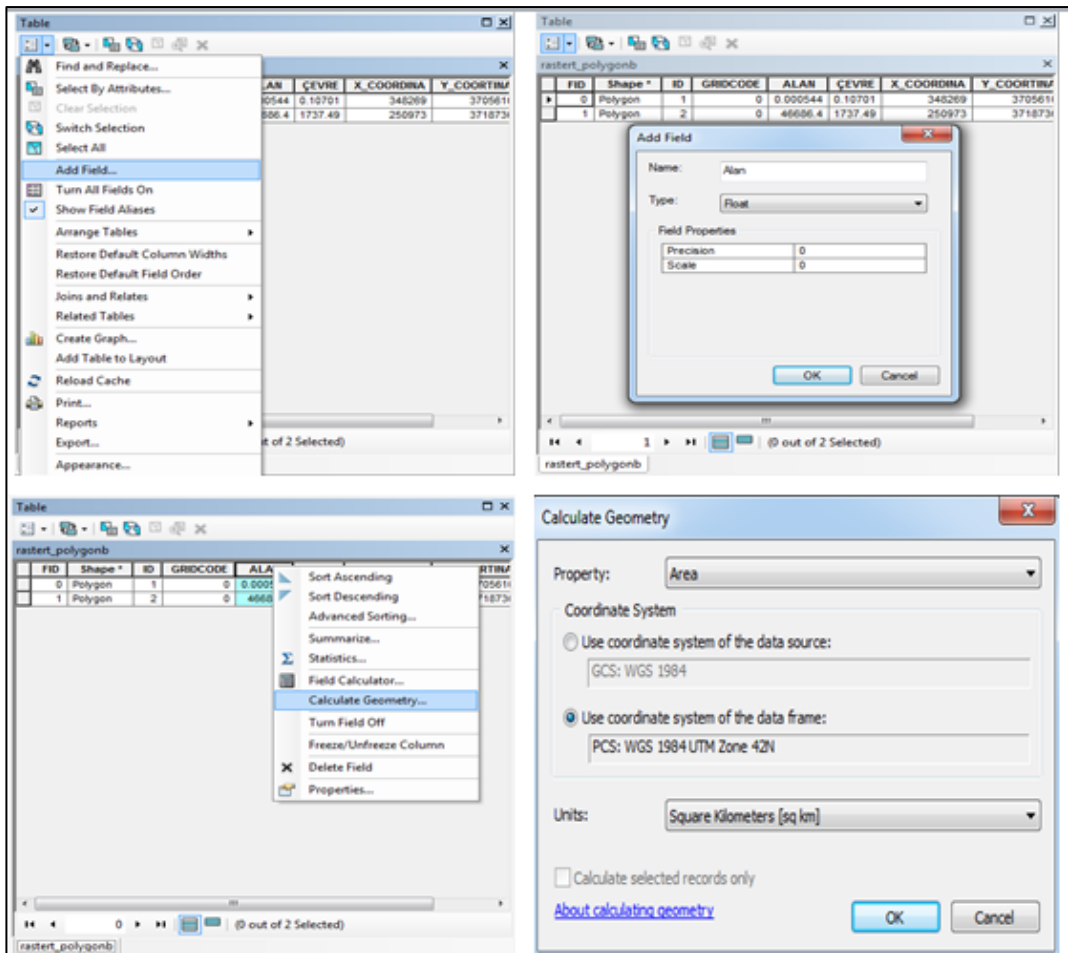 Table
rastert_polygonb
Find and Replace...
Select By Attributes...
Clear Selection
Switch Selection
Select All
Add Field...
Turn All Fields On
Show Field Aliases
Arrange Tables
Restore Default Column Widths
Restore Default Field Order
Joins and Relates
Related Tables
Create Graph...
Add Table to Layout
Reload Cache
Print...
Reports
Export...
Appearance...
ÇEVRE X_COORDINA Y_COORTINA
0.10701 348269 370561
1737.49 250973 371873
out of 2 Selected)
Table
rastert_polygonb
FID Shape * ID GRIDCODE ALAN ÇEVRE X_COORDINA Y_COORTINA
0 Polygon 1 0 0.000544 0.10701 348269 370561
1 Polygon 2 0 46686.4 1737.49 250973 371873
Add Field
Name: Alan
Type: Float
Field Properties
Precision 0
Scale 0
OK Cancel
1 (0 out of 2 Selected)
rastert_polygonb
Table
rastert_polygonb
FID Shape * ID GRIDCODE
0 Polygon 1 0
1 Polygon 2 0
Sort Ascending
Sort Descending
Advanced Sorting...
Summarize...
Statistics...
Field Calculator...
Calculate Geometry...
Turn Field Off
Freeze/Unfreeze Column
Delete Field
Properties...
0 (0 out of 2 Selected)
rastert_polygonb
Calculate Geometry
Property: Area
Coordinate System
Use coordinate system of the data source:
GCS: WGS 1984
Use coordinate system of the data frame:
PCS: WGS 1984 UTM Zone 42N
Units: Square Kilometers [sq km]
Calculate selected records only
About calculating geometry
OK Cancel